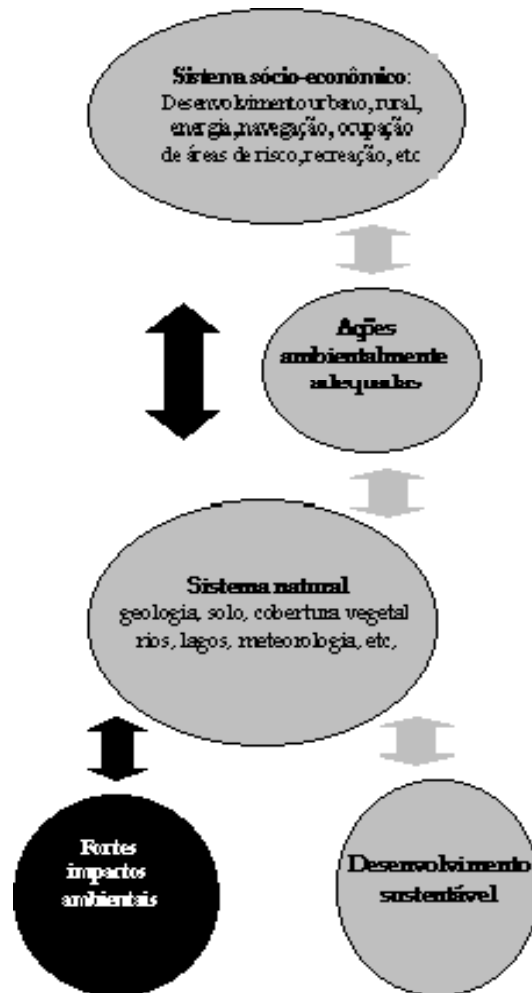 Sistema sócio-econômico:
Desenvolvimento urbano, rural,
energia, navegação, ocupação
de áreas de risco, recreação, etc
Ações
ambientalmente
adequadas
Sistema natural
geologia, solo, cobertura vegetal
rios, lagos, meteorologia, etc,
Fortes
impactos
ambientais
Desenvolvimento
sustentável